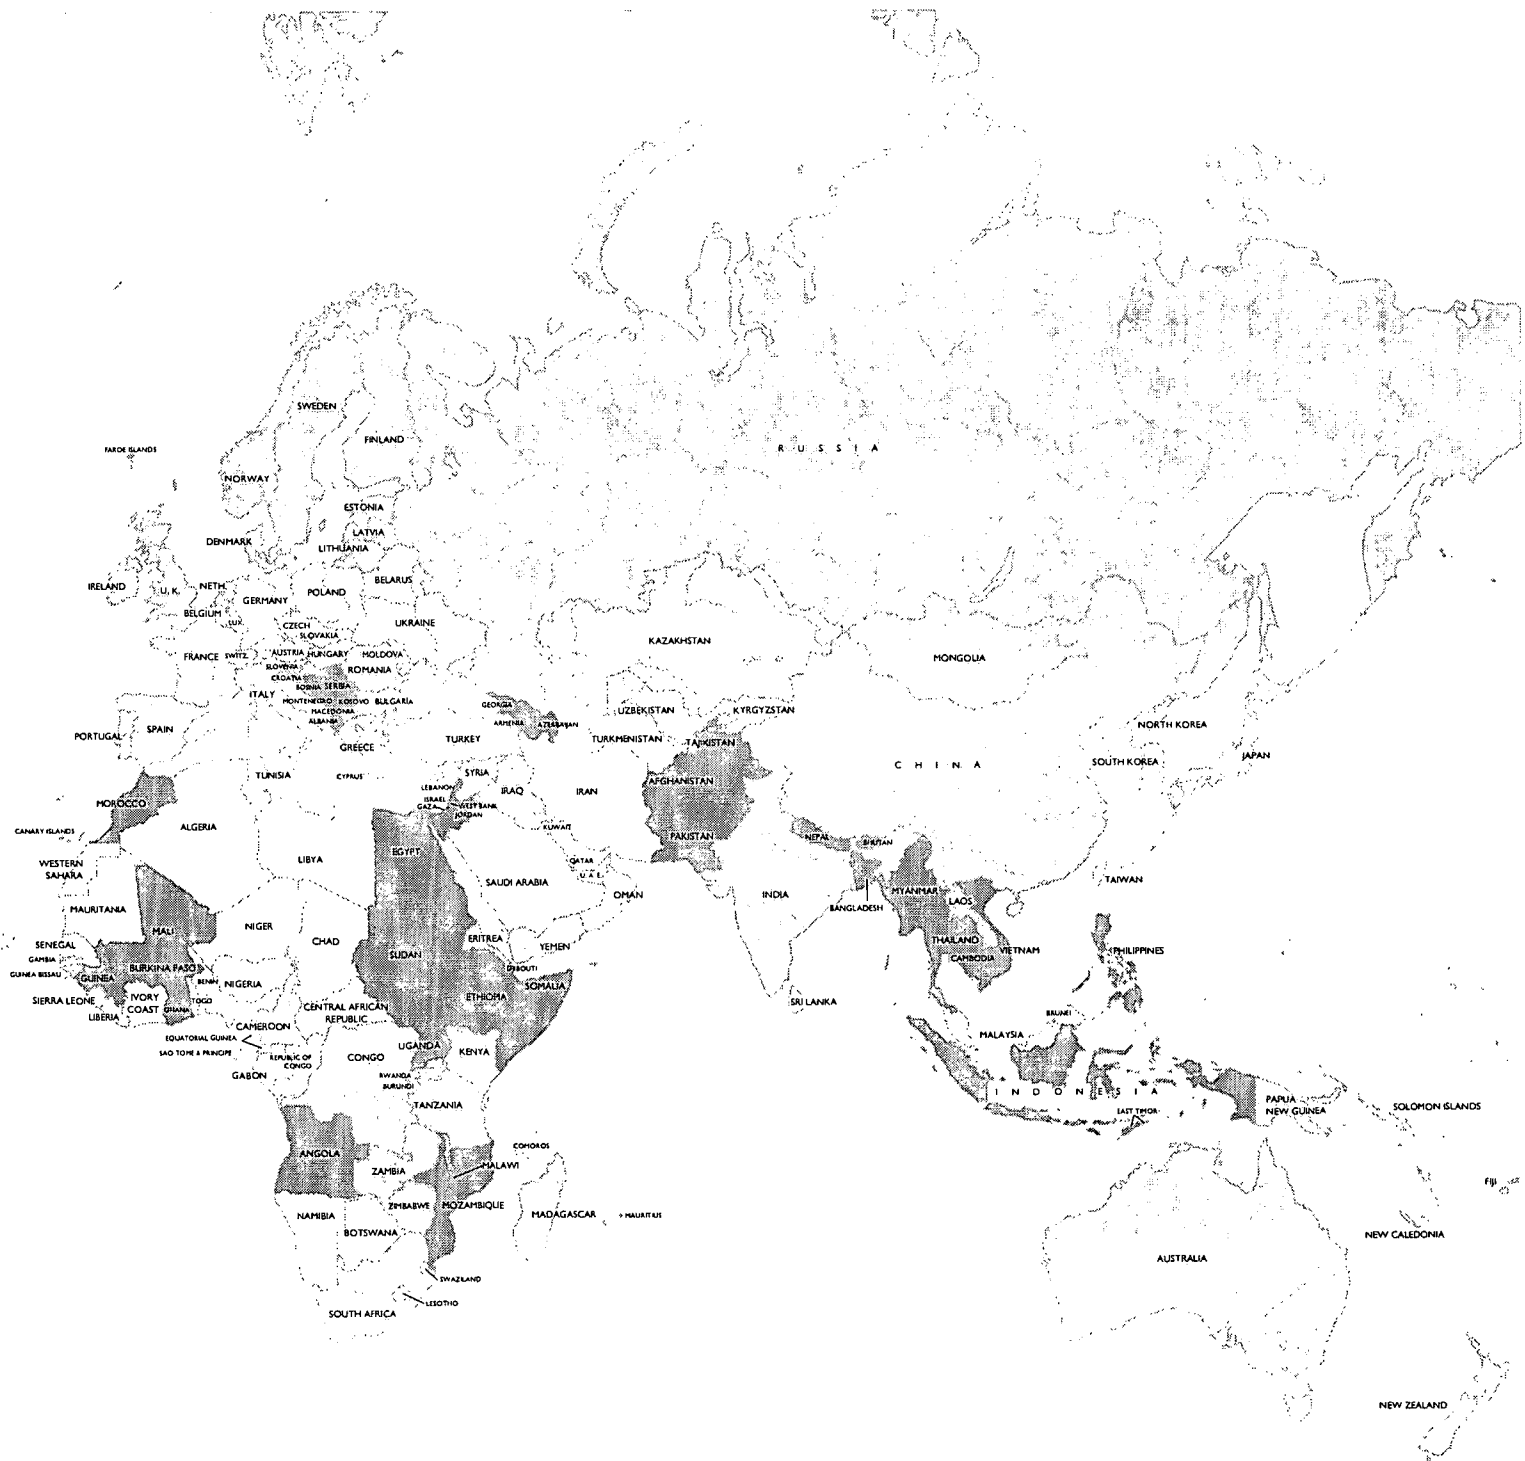 SWEDEN
FINLAND
FAROE ISLANDS
R U S S I A
NORWAY
ESTONIA
LATVIA
DENMARK
LITHUANIA
IRELAND
U.K.
NETH.
BELARUS
GERMANY
POLAND
BELGIUM
LUX.
CZECH
SLOVAKIA
UKRAINE
KAZAKHSTAN
FRANCE
SWITZ.
AUSTRIA
HUNGARY
MOLDOVA
MONGOLIA
SLOVENIA
ROMANIA
CROATIA
BOSNIA
SERBIA
ITALY
MONTENEGRO
KOSOVO
BULGARIA
GEORGIA
UZBEKISTAN
KYRGYZSTAN
MACEDONIA
ALBANIA
ARMENIA
AZERBAIJAN
NORTH KOREA
PORTUGAL
SPAIN
GREECE
TURKEY
TURKMENISTAN
TAJIKISTAN
SOUTH KOREA
JAPAN
C H I N A
TUNISIA
CYPRUS
SYRIA
LEBANON
IRAQ
IRAN
AFGHANISTAN
ISRAEL
GAZA
WEST BANK
JORDAN
MOROCCO
CANARY ISLANDS
ALGERIA
KUWAIT
PAKISTAN
NEPAL
BHUTAN
EGYPT
LIBYA
WESTERN
SAHARA
QATAR
U.A.E.
SAUDI ARABIA
OMAN
INDIA
TAIWAN
MYANMAR
LAOS
BANGLADESH
MAURITANIA
MALI
NIGER
CHAD
ERITREA
YEMEN
THAILAND
VIETNAM
PHILIPPINES
SENEGAL
GAMBIA
GUINEA BISSAU
SUDAN
CAMBODIA
BURKINA FASO
GUINEA
BENIN
NIGERIA
DJIBOUTI
SOMALIA
ETHIOPIA
SIERRA LEONE
IVORY
COAST
GHANA
TOGO
LIBERIA
CENTRAL AFRICAN
REPUBLIC
SRI LANKA
CAMEROON
BRUNEI
MALAYSIA
EQUATORIAL GUINEA
SAO TOME & PRINCIPE
REPUBLIC OF
CONGO
GABON
CONGO
UGANDA
KENYA
RWANDA
BURUNDI
TANZANIA
I N D O N E S I A
EAST TIMOR
PAPUA
NEW GUINEA
SOLOMON ISLANDS
COMOROS
ANGOLA
ZAMBIA
MALAWI
FIJI
ZIMBABWE
MOZAMBIQUE
MADAGASCAR
MAURITIUS
NAMIBIA
BOTSWANA
NEW CALEDONIA
AUSTRALIA
SWAZILAND
LESOTHO
SOUTH AFRICA
NEW ZEALAND